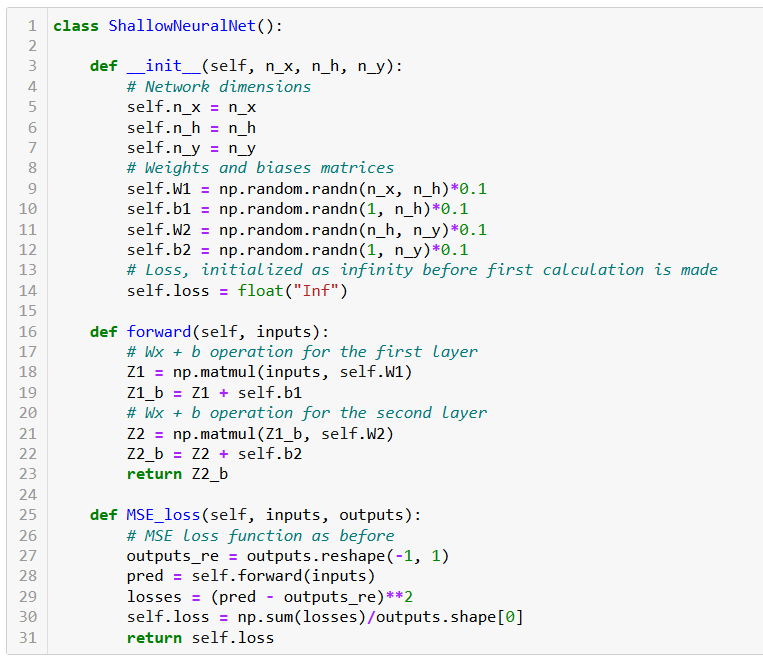 1 class ShallowNeuralNet():
2
3     def __init__(self, n_x, n_h, n_y):
4         # Network dimensions
5         self.n_x = n_x
6         self.n_h = n_h
7         self.n_y = n_y
8         # Weights and biases matrices
9         self.W1 = np.random.randn(n_x, n_h)*0.1
10         self.b1 = np.random.randn(1, n_h)*0.1
11         self.W2 = np.random.randn(n_h, n_y)*0.1
12         self.b2 = np.random.randn(1, n_y)*0.1
13         # Loss, initialized as infinity before first calculation is made
14         self.loss = float("Inf")
15
16     def forward(self, inputs):
17         # Wx + b operation for the first layer
18         Z1 = np.matmul(inputs, self.W1)
19         Z1_b = Z1 + self.b1
20         # Wx + b operation for the second layer
21         Z2 = np.matmul(Z1_b, self.W2)
22         Z2_b = Z2 + self.b2
23         return Z2_b
24
25     def MSE_loss(self, inputs, outputs):
26         # MSE loss function as before
27         outputs_re = outputs.reshape(-1, 1)
28         pred = self.forward(inputs)
29         losses = (pred - outputs_re)**2
30         self.loss = np.sum(losses)/outputs.shape[0]
31         return self.loss